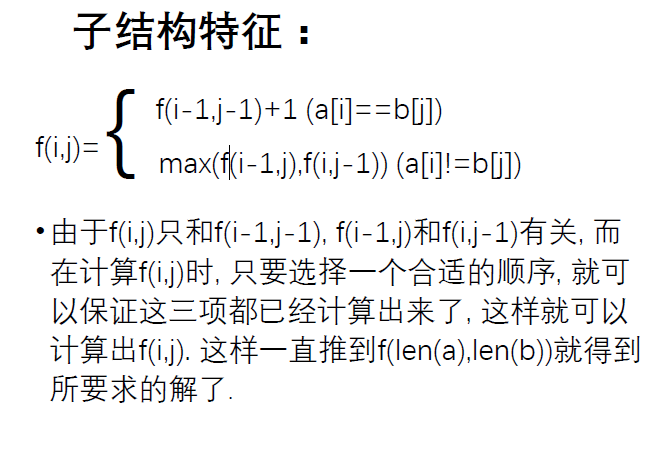 子结构特征：
f(i-1,j-1)+1 (a[i]==b[j])
f(i,j)=
max(f(i-1,j),f(i,j-1)) (a[i]!=b[j])
•由于f(i,j)只和f(i-1,j-1), f(i-1,j)和f(i,j-1)有关, 而
在计算f(i,j)时, 只要选择一个合适的顺序, 就可
以保证这三项都已经计算出来了, 这样就可以
计算出f(i,j). 这样一直推到f(len(a),len(b))就得到
所要求的解了.